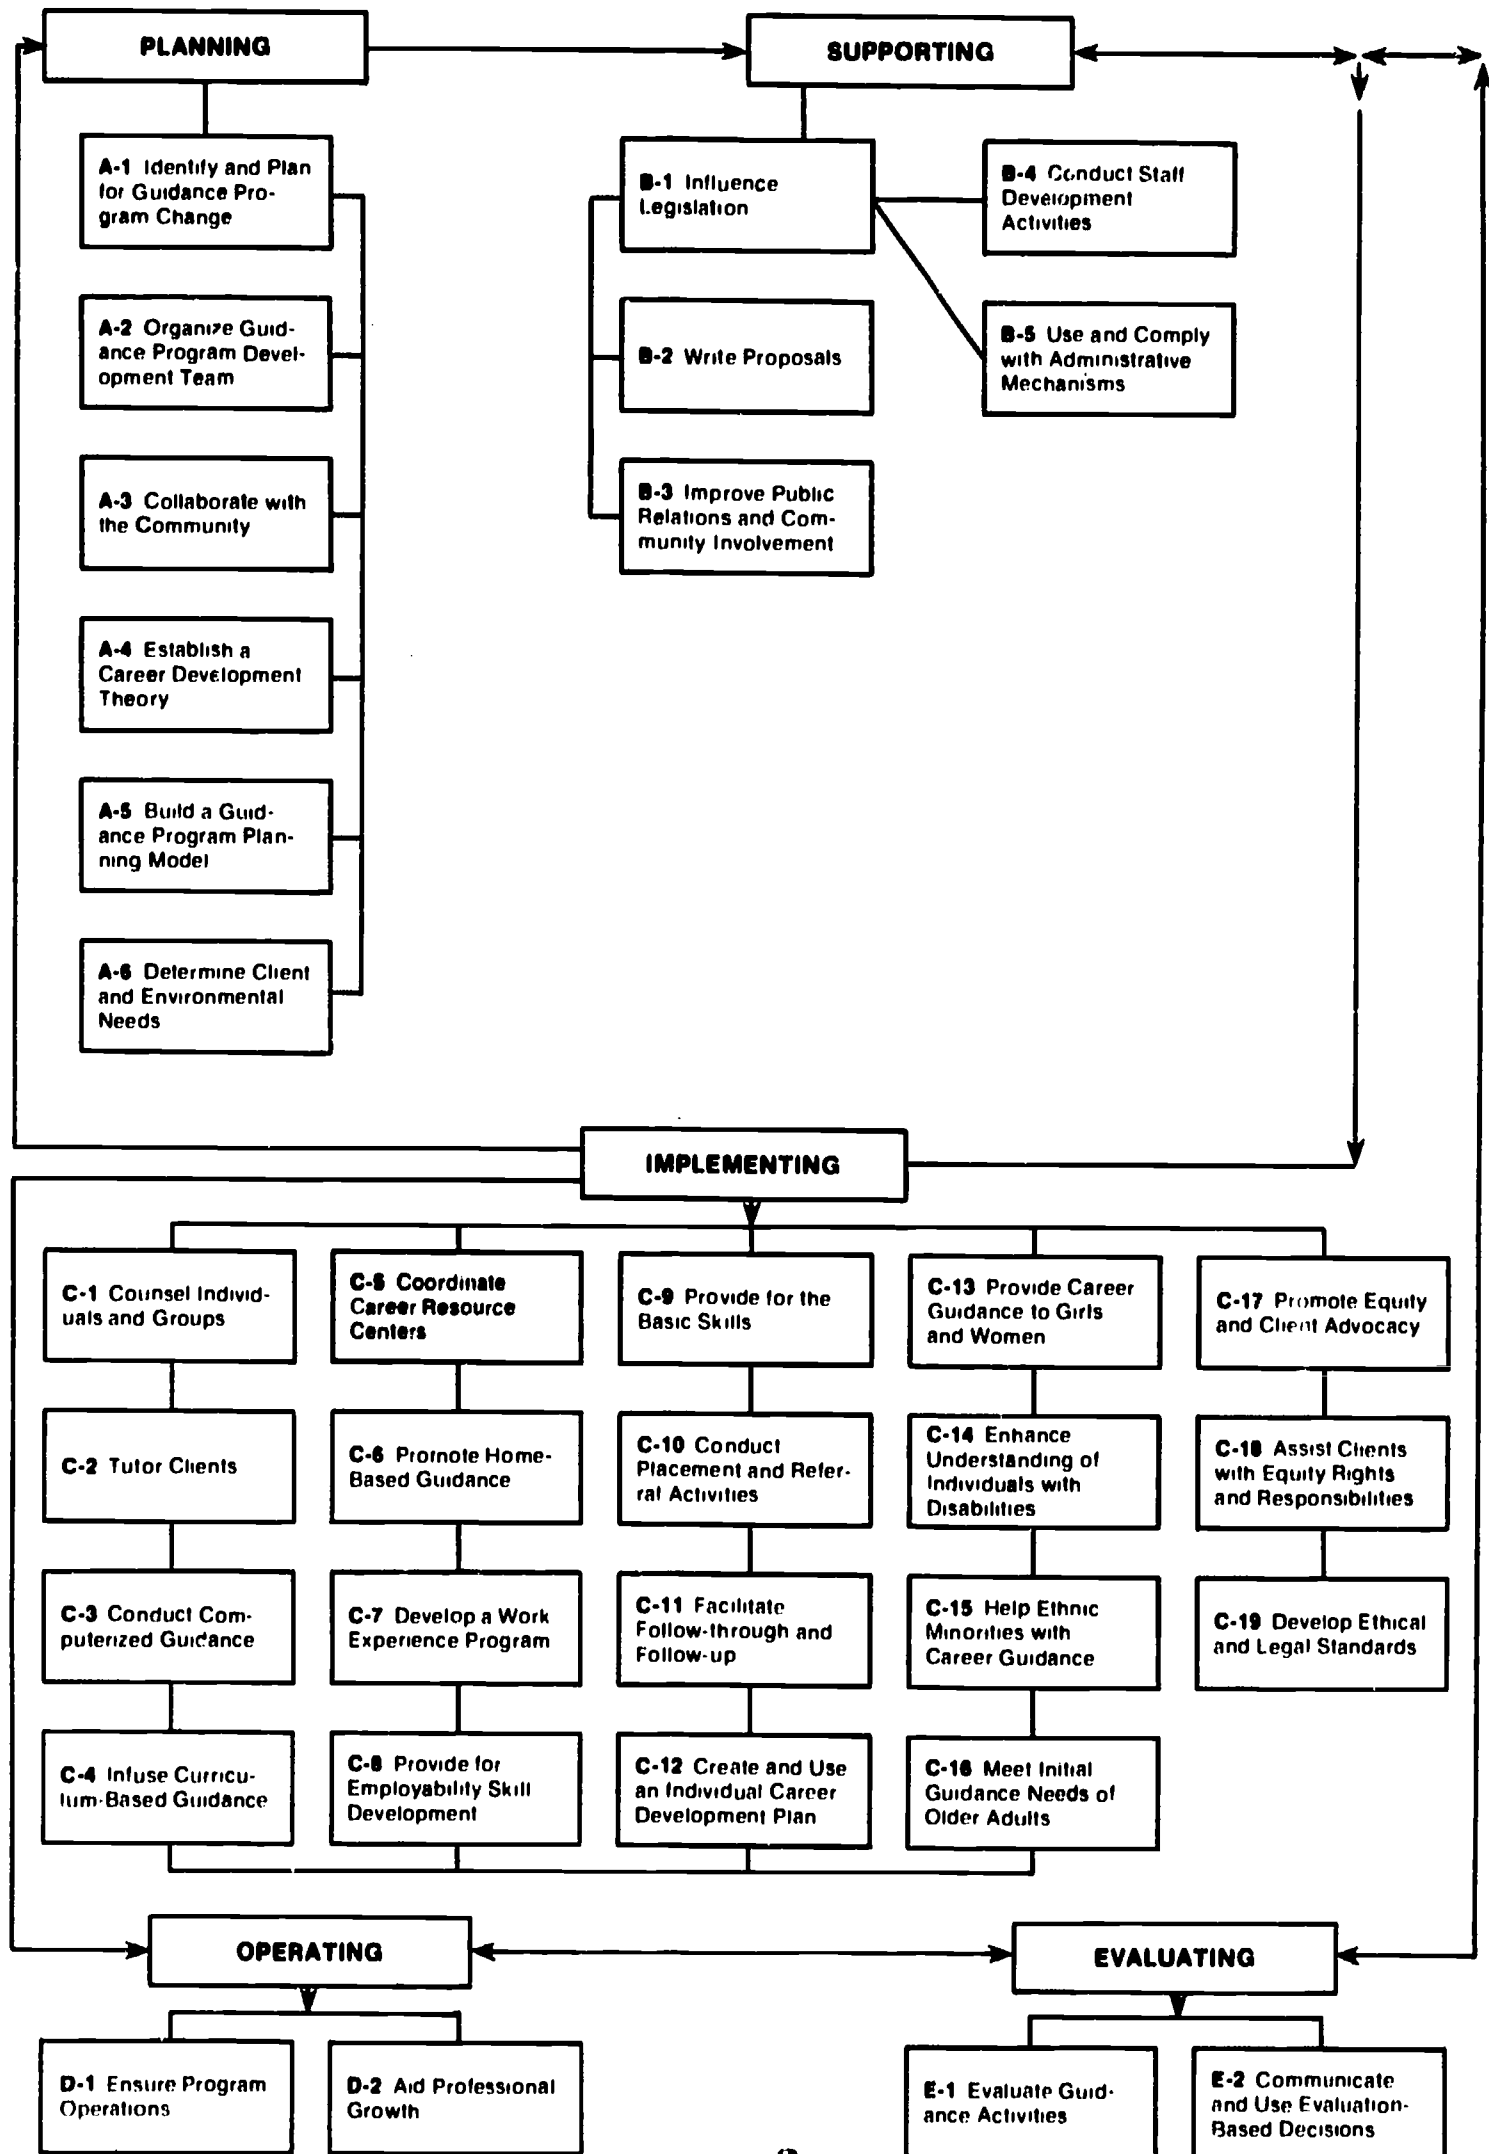 PLANNING
SUPPORTING
A-1 Identify and Plan
for Guidance Pro-
gram Change
A-2 Organize Guid-
ance Program Devel-
opment Team
A-3 Collaborate with
the Community
A-4 Establish a
Career Development
Theory
A-5 Build a Guid-
ance Program Plan-
ning Model
A-6 Determine Client
and Environmental
Needs
B-1 Influence
Legislation
B-2 Write Proposals
B-3 Improve Public
Relations and Com-
munity Involvement
B-4 Conduct Staff
Development
Activities
B-5 Use and Comply
with Administrative
Mechanisms
IMPLEMENTING
C-1 Counsel Individ-
uals and Groups
C-2 Tutor Clients
C-3 Conduct Com-
puterized Guidance
C-4 Infuse Curricu-
lum-Based Guidance
C-5 Coordinate
Career Resource
Centers
C-6 Promote Home-
Based Guidance
C-7 Develop a Work
Experience Program
C-8 Provide for
Employability Skill
Development
C-9 Provide for the
Basic Skills
C-10 Conduct
Placement and Refer-
ral Activities
C-11 Facilitate
Follow-through and
Follow-up
C-12 Create and Use
an Individual Career
Development Plan
C-13 Provide Career
Guidance to Girls
and Women
C-14 Enhance
Understanding of
Individuals with
Disabilities
C-15 Help Ethnic
Minorities with
Career Guidance
C-16 Meet Initial
Guidance Needs of
Older Adults
C-17 Promote Equity
and Client Advocacy
C-18 Assist Clients
with Equity Rights
and Responsibilities
C-19 Develop Ethical
and Legal Standards
OPERATING
EVALUATING
D-1 Ensure Program
Operations
D-2 Aid Professional
Growth
E-1 Evaluate Guid-
ance Activities
E-2 Communicate
and Use Evaluation-
Based Decisions